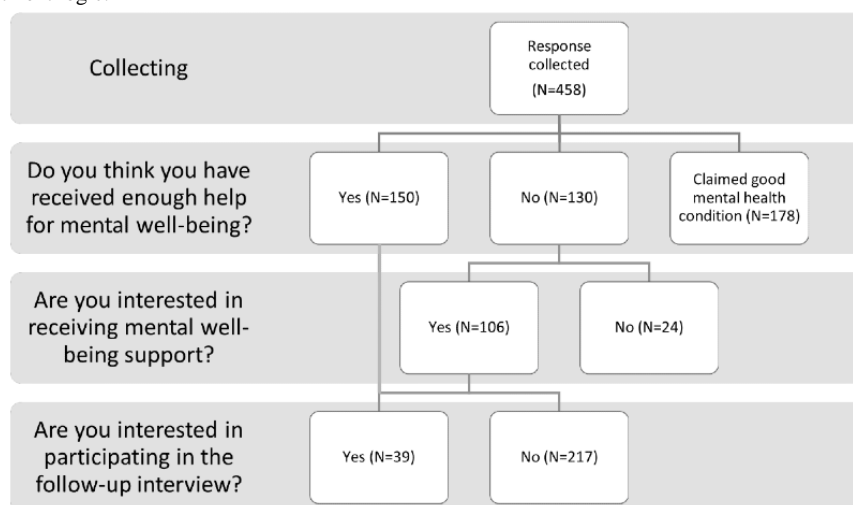 Collecting
Response
collected
(N=458)
Do you think you have
received enough help
for mental well-being?
Yes (N=150)
No (N=130)
Claimed good
mental health
condition (N=178)
Are you interested in
receiving mental well-
being support?
Yes (N=106)
No (N=24)
Are you interested in
participating in the
follow-up interview?
Yes (N=39)
No (N=217)